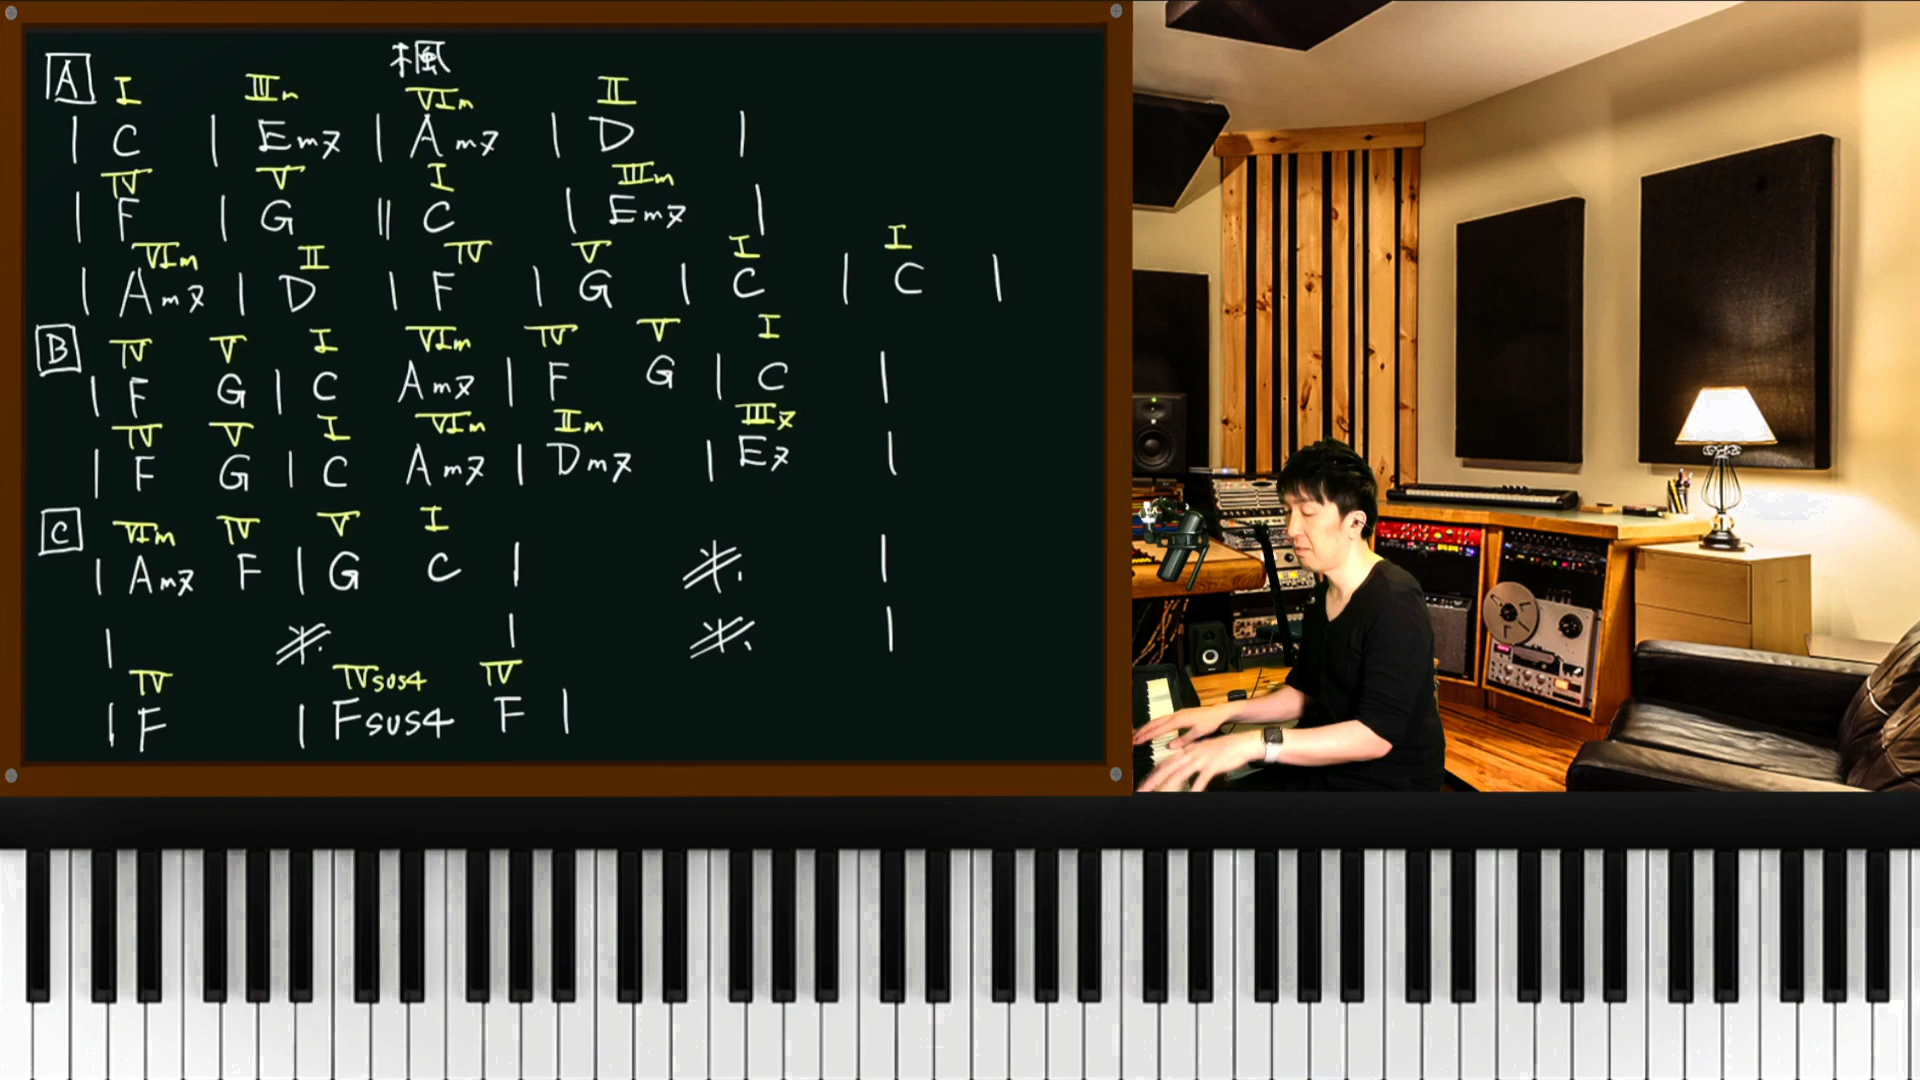 楓
A I IIIm VIm II
| C | Em7 | Am7 | D |
IV V I IIIm
| F | G || C | Em7 |
VIm II IV V I I
| Am7 | D | F | G | C | C |
B IV V I VIm IV V I
| F G | C Am7 | F G | C |
IV V I VIm IIm III7
| F G | C Am7 | Dm7 | E7 |
C VIm IV V I
| Am7 F | G C | 〃. |
| 〃. | 〃. |
IV IVsus4 IV
| F | Fsus4 F |